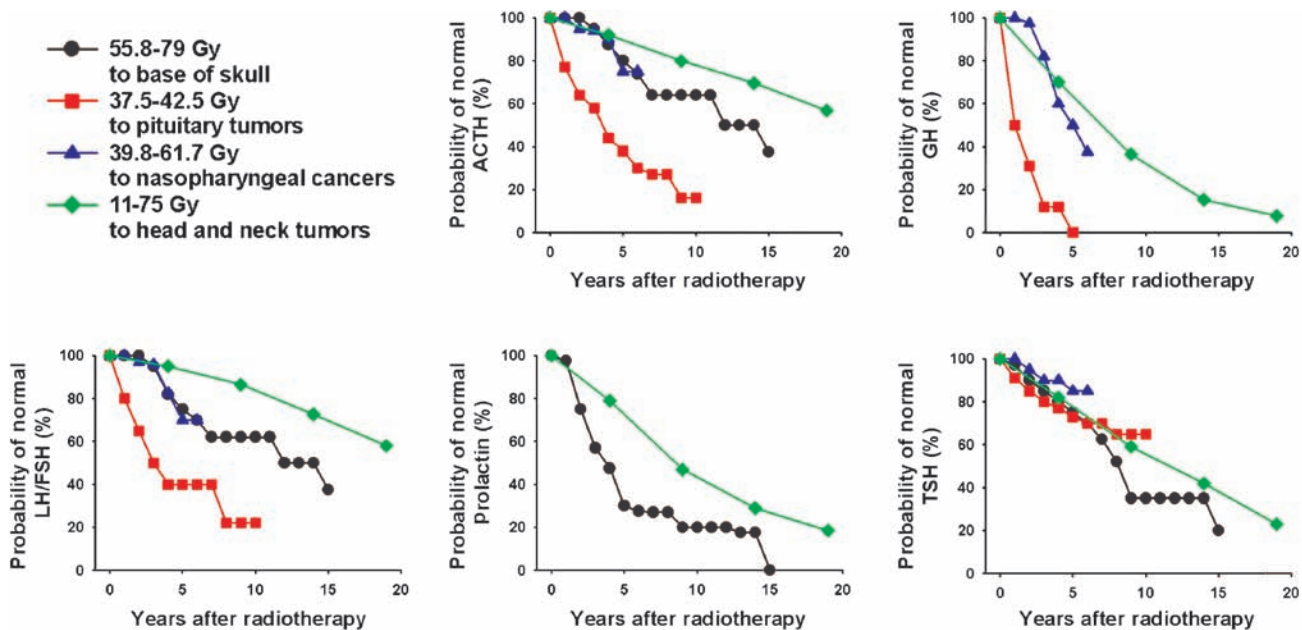 55.8-79 Gy
to base of skull
37.5-42.5 Gy
to pituitary tumors
39.8-61.7 Gy
to nasopharyngeal cancers
11-75 Gy
to head and neck tumors
Probability of normal
ACTH (%)
100
80
60
40
20
0
0 5 10 15 20
Years after radiotherapy
Probability of normal
GH (%)
100
80
60
40
20
0
0 5 10 15 20
Years after radiotherapy
Probability of normal
LH/FSH (%)
100
80
60
40
20
0
0 5 10 15 20
Years after radiotherapy
Probability of normal
Prolactin (%)
100
80
60
40
20
0
0 5 10 15 20
Years after radiotherapy
Probability of normal
TSH (%)
100
80
60
40
20
0
0 5 10 15 20
Years after radiotherapy